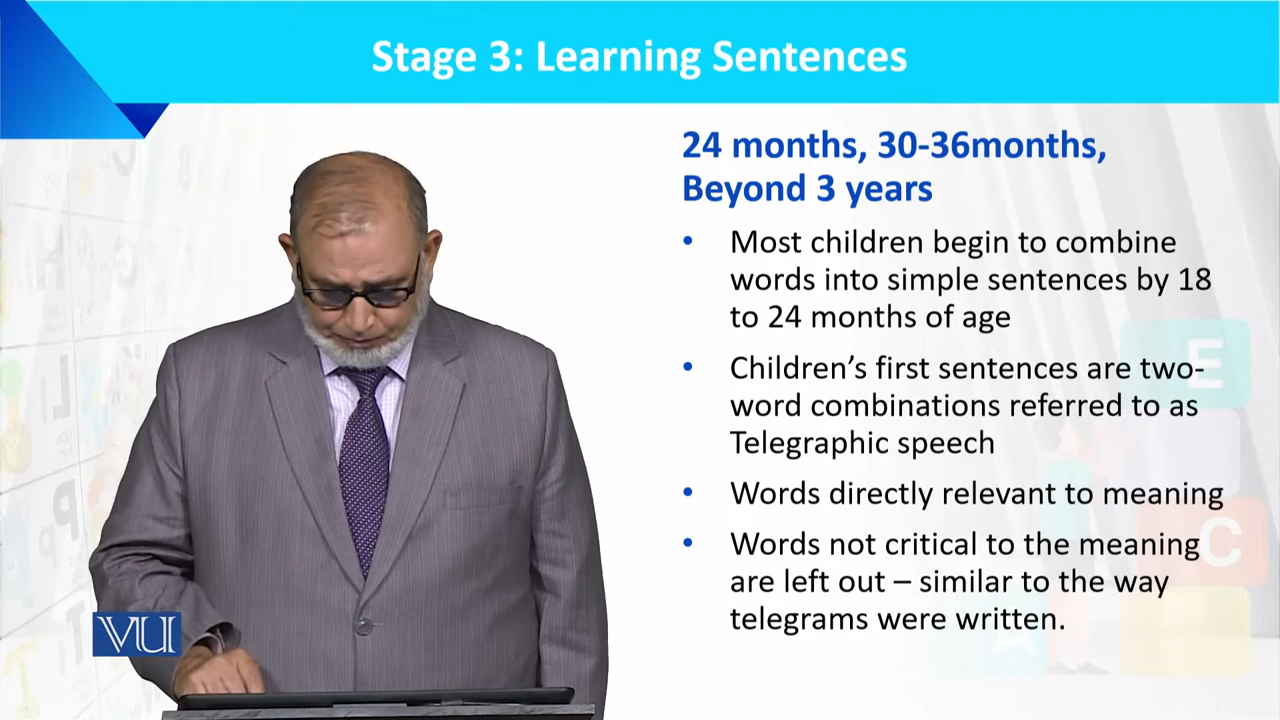 Stage 3: Learning Sentences
24 months, 30-36months,
Beyond 3 years
• Most children begin to combine
words into simple sentences by 18
to 24 months of age
• Children’s first sentences are two-
word combinations referred to as
Telegraphic speech
• Words directly relevant to meaning
• Words not critical to the meaning
are left out – similar to the way
telegrams were written.
VU
E
C
A